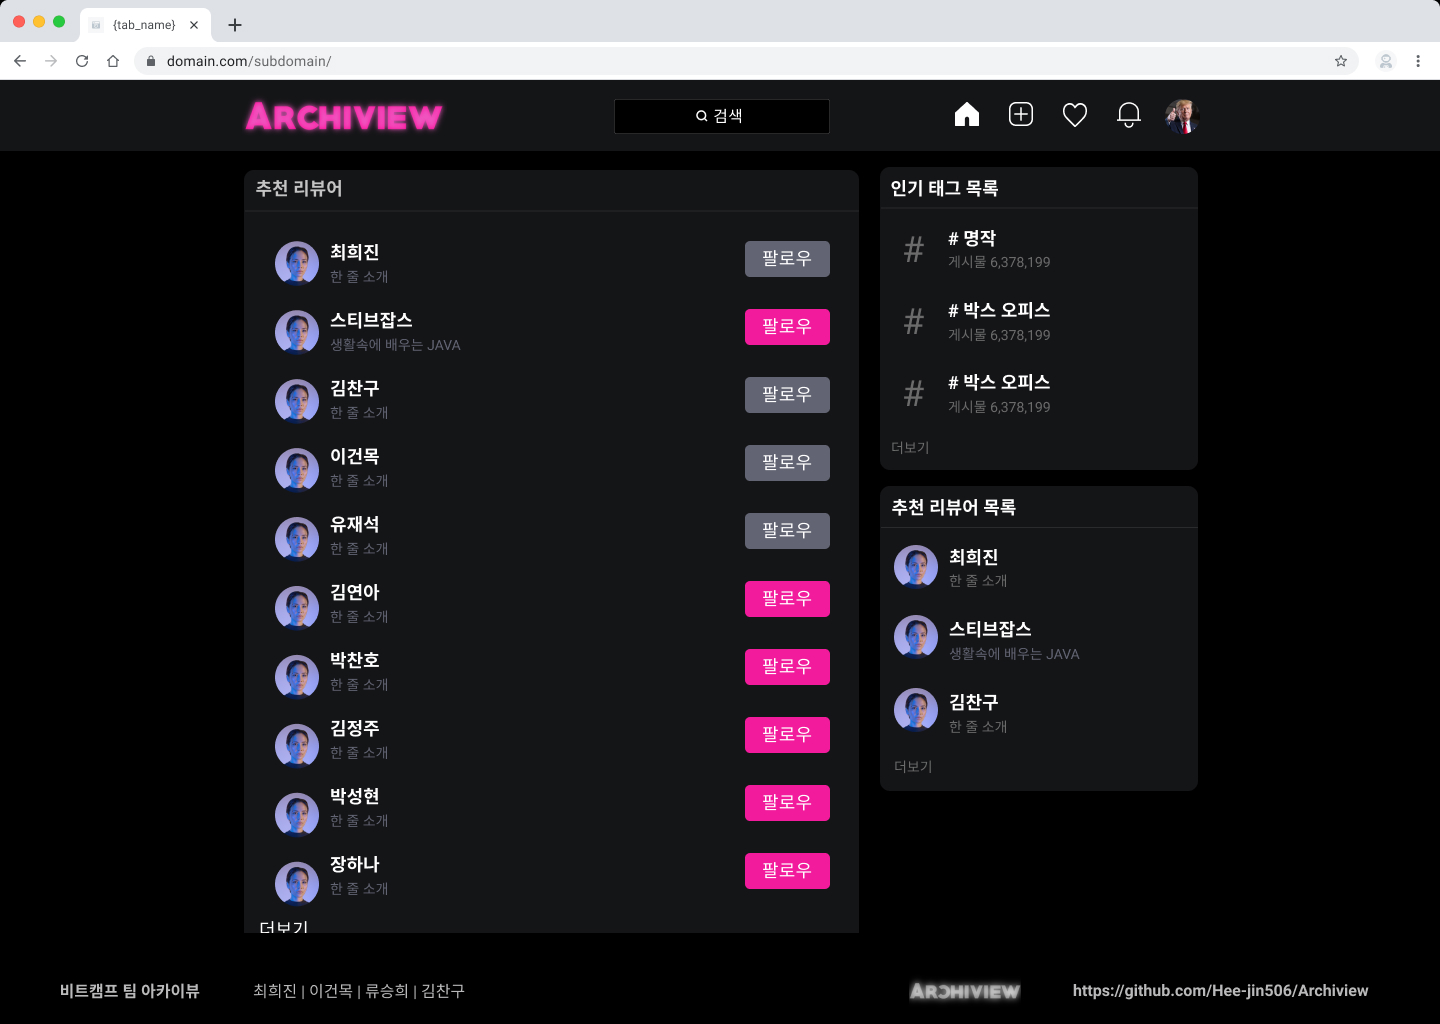 {tab_name}
domain.com/subdomain/
ARCHIVIEW
검색
추천 리뷰어
최희진
한 줄 소개
팔로우
스티브잡스
생활속에 배우는 JAVA
팔로우
김찬구
한 줄 소개
팔로우
이건목
한 줄 소개
팔로우
유재석
한 줄 소개
팔로우
김연아
한 줄 소개
팔로우
박찬호
한 줄 소개
팔로우
김정주
한 줄 소개
팔로우
박성현
한 줄 소개
팔로우
장하나
한 줄 소개
팔로우
더보기
인기 태그 목록
#
# 명작
게시물 6,378,199
#
# 박스 오피스
게시물 6,378,199
#
# 박스 오피스
게시물 6,378,199
더보기
추천 리뷰어 목록
최희진
한 줄 소개
스티브잡스
생활속에 배우는 JAVA
김찬구
한 줄 소개
더보기
비트캠프 팀 아카이뷰
최희진 | 이건목 | 류승희 | 김찬구
ARCHIVIEW
https://github.com/Hee-jin506/Archiview